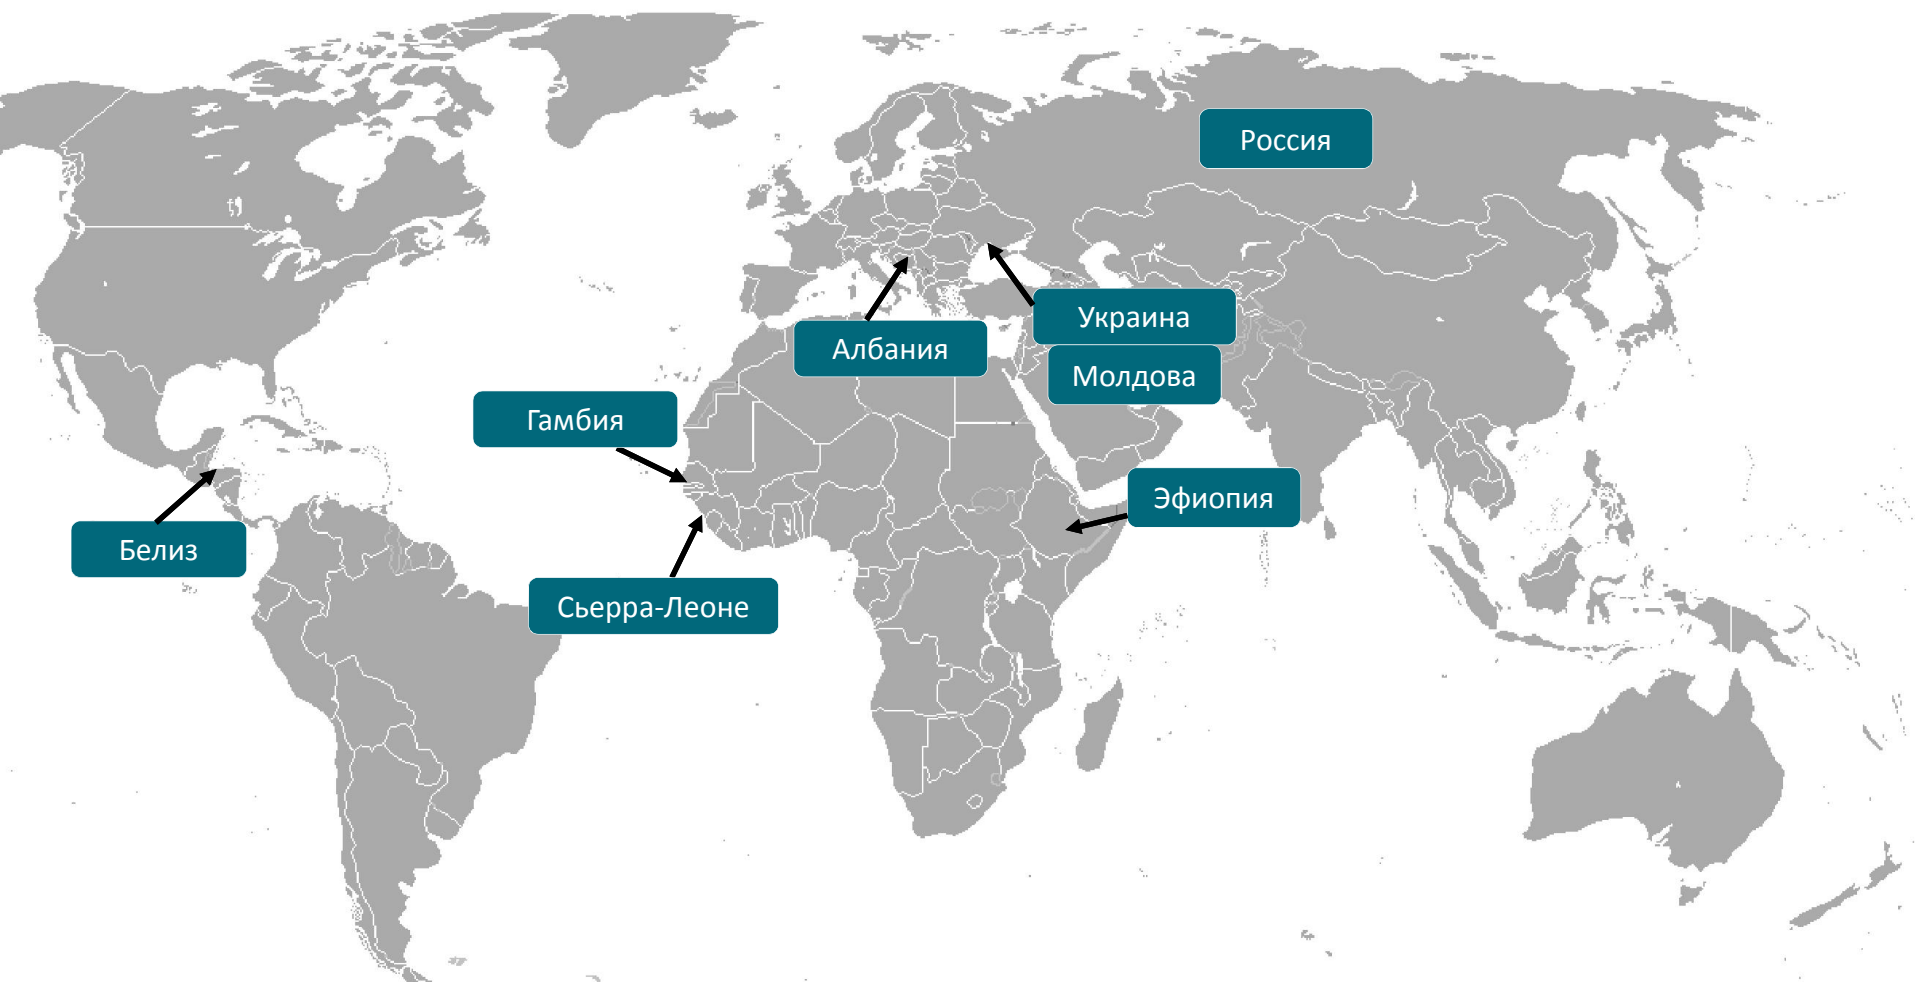 Россия
Украина
Албания
Молдова
Гамбия
Эфиопия
Белиз
Сьерра-Леоне